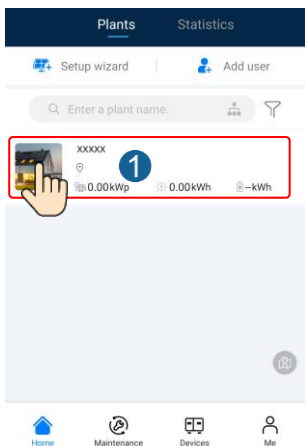 Plants Statistics
Setup wizard Add user
Enter a plant name.
xxxxx
1
0.00kWp 0.00kWh --kWh
Home Maintenance Devices Me